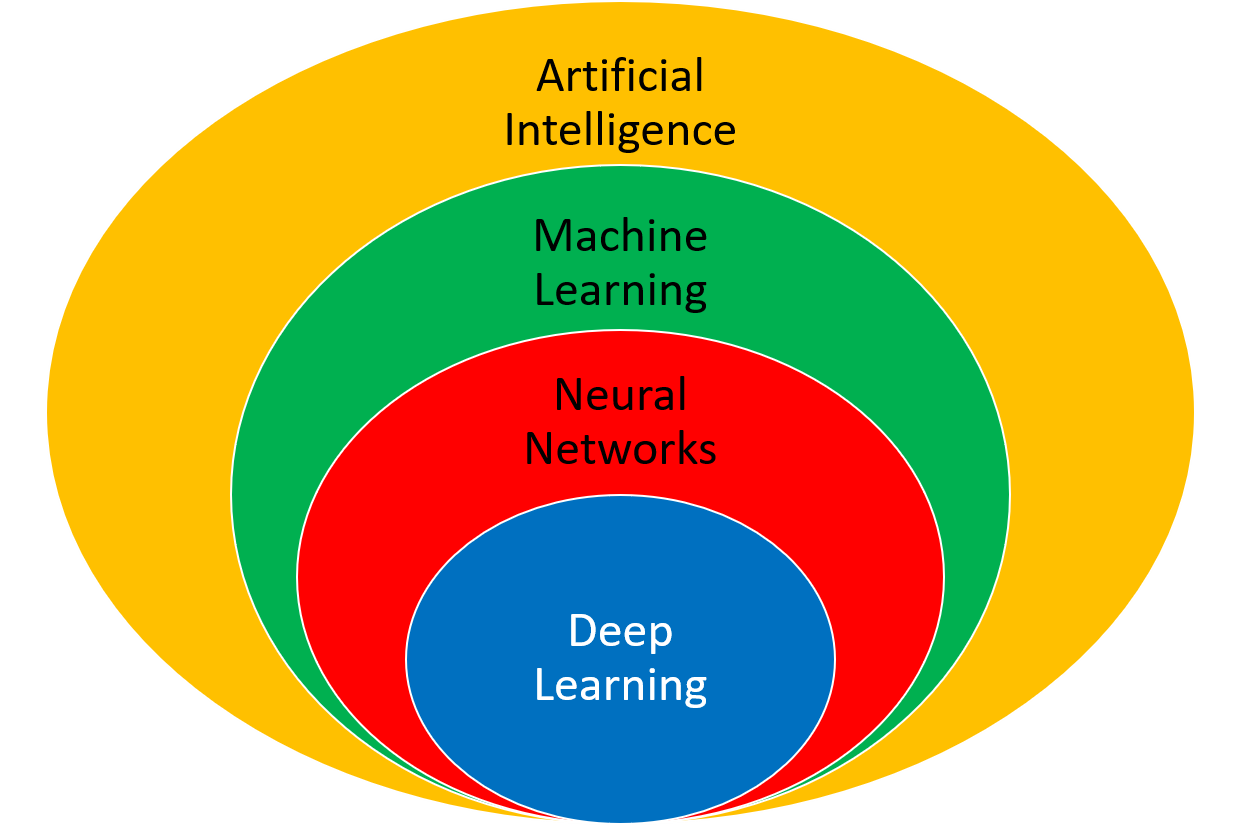 Artificial
Intelligence
Machine
Learning
Neural
Networks
Deep
Learning